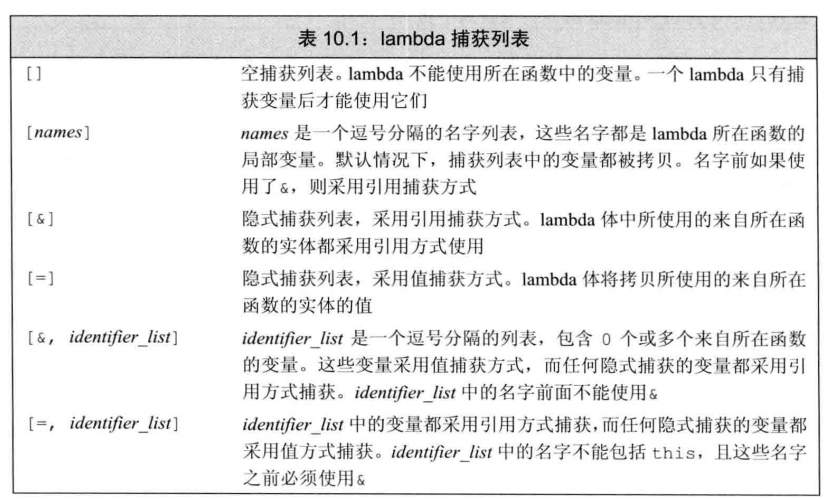 表 10.1：lambda 捕获列表
[] 空捕获列表。lambda 不能使用所在函数中的变量。一个 lambda 只有捕
获变量后才能使用它们
[names] names 是一个逗号分隔的名字列表，这些名字都是 lambda 所在函数的
局部变量。默认情况下，捕获列表中的变量都被拷贝。名字前如果使
用了&，则采用引用捕获方式
[&] 隐式捕获列表，采用引用捕获方式。lambda 体中所使用的来自所在函
数的实体都采用引用方式使用
[=] 隐式捕获列表，采用值捕获方式。lambda 体将拷贝所使用的来自所在
函数的实体的值
[&, identifier_list] identifier_list 是一个逗号分隔的列表，包含 0 个或多个来自所在函数
的变量。这些变量采用值捕获方式，而任何隐式捕获的变量都采用引
用方式捕获。identifier_list 中的名字前面不能使用&
[=, identifier_list] identifier_list 中的变量都采用引用方式捕获，而任何隐式捕获的变量都
采用值方式捕获。identifier_list 中的名字不能包括 this，且这些名字
之前必须使用&